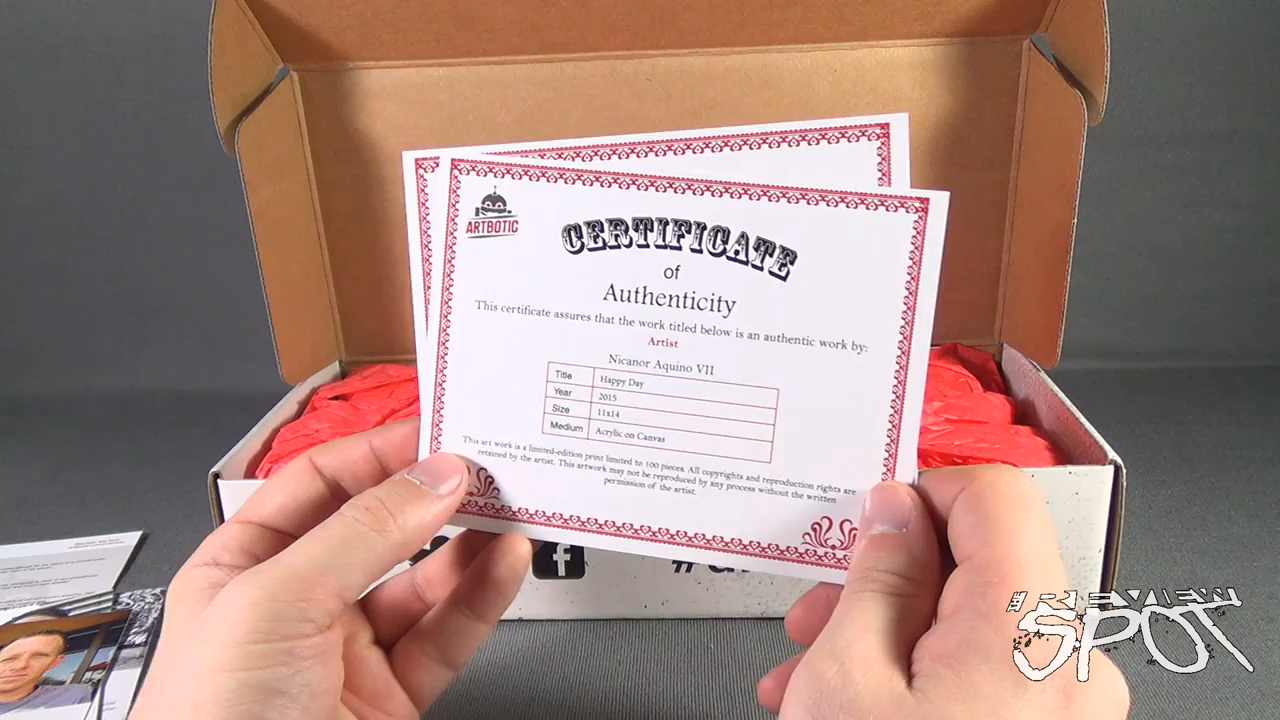 ARTBOTIC
CERTIFICATE
of
Authenticity
This certificate assures that the work titled below is an authentic work by:
Artist
Nicanor Aquino VII
Title Happy Day
Year 2015
Size 11x14
Medium Acrylic on Canvas
This art work is a limited-edition print limited to 100 pieces. All copyrights and reproduction rights are
retained by the artist. This artwork may not be reproduced by any process without the written
permission of the artist.
f
THE REVIEW
SPOT